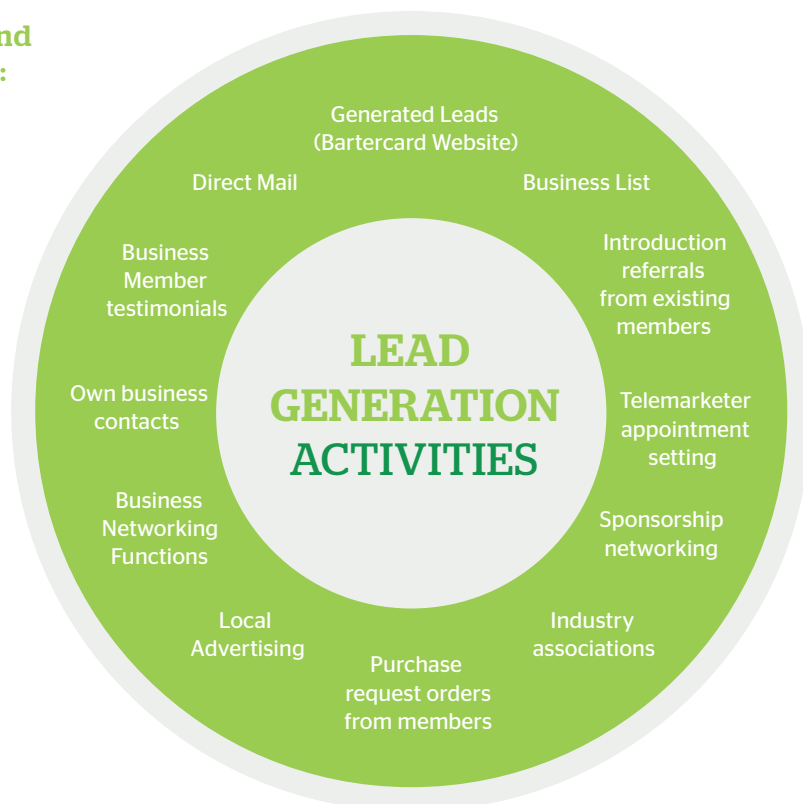 nd
:
Generated Leads
(Bartercard Website)
Direct Mail
Business List
Business
Member
testimonials
Introduction
referrals
from existing
members
LEAD
GENERATION
ACTIVITIES
Own business
contacts
Telemarketer
appointment
setting
Business
Networking
Functions
Sponsorship
networking
Local
Advertising
Industry
associations
Purchase
request orders
from members